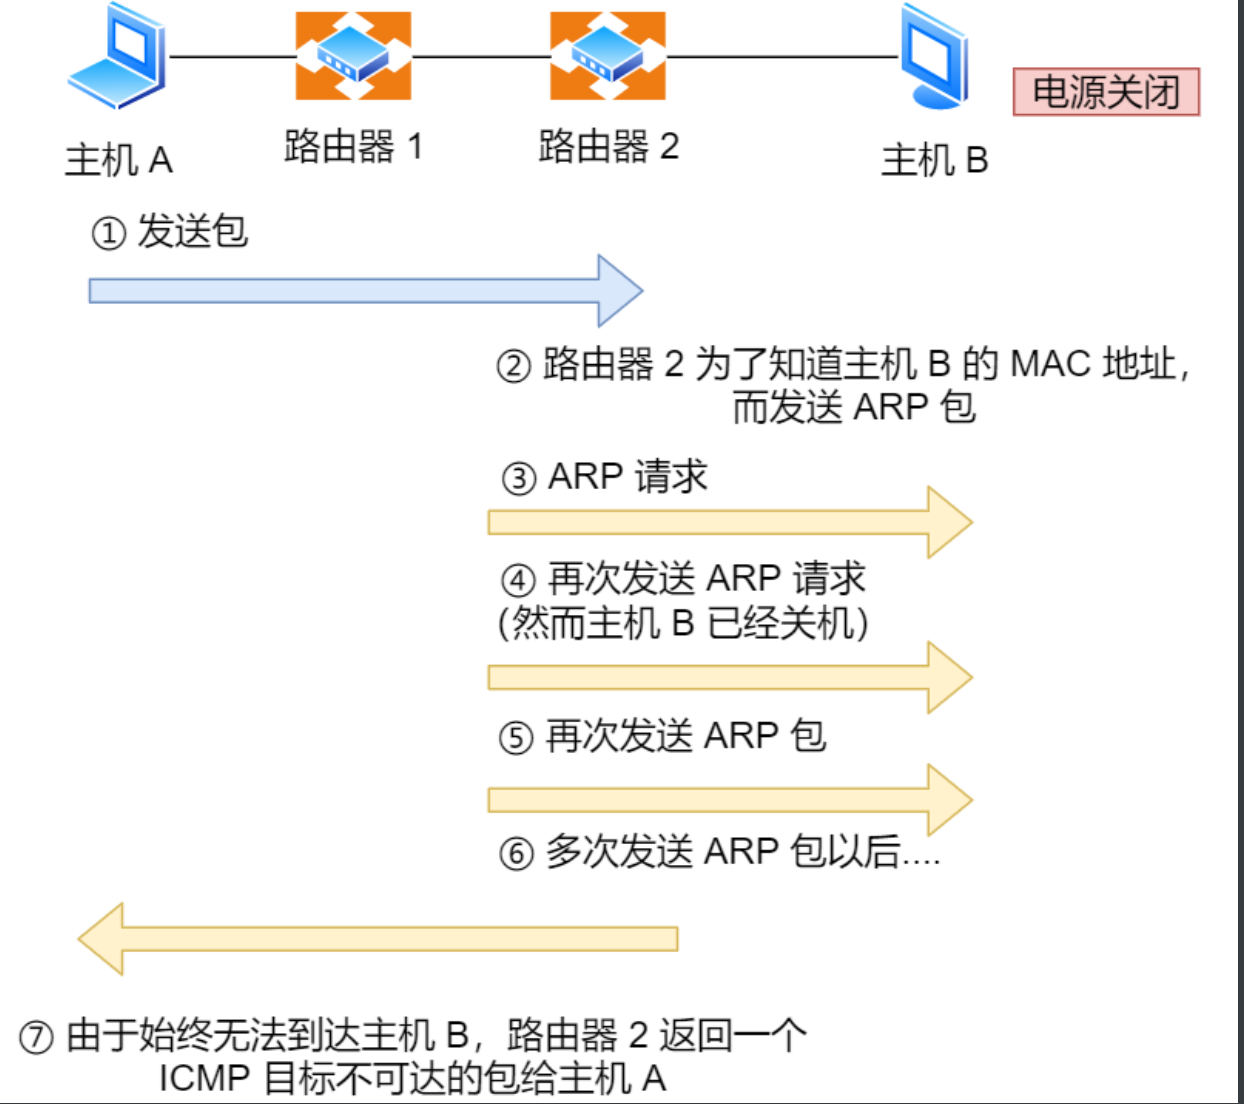 电源关闭
主机 A
路由器 1
路由器 2
主机 B
① 发送包
② 路由器 2 为了知道主机 B 的 MAC 地址，
而发送 ARP 包
③ ARP 请求
④ 再次发送 ARP 请求
（然而主机 B 已经关机）
⑤ 再次发送 ARP 包
⑥ 多次发送 ARP 包以后....
⑦ 由于始终无法到达主机 B，路由器 2 返回一个
ICMP 目标不可达的包给主机 A